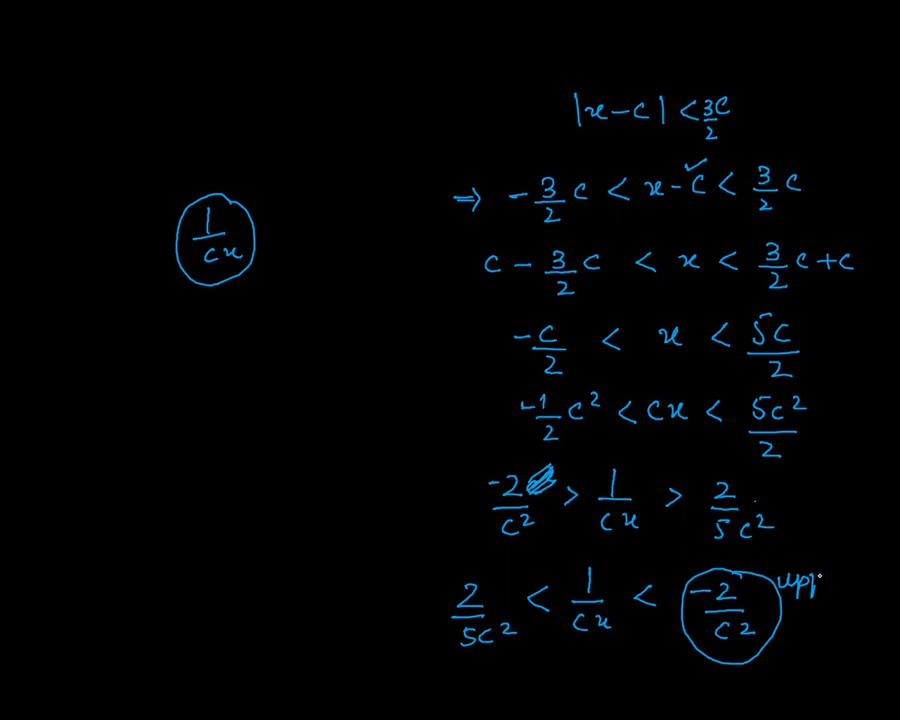 |x-c| < 3c/2
1/cx
⇒ -3/2 c < x-c < 3/2 c
c - 3/2 c < x < 3/2 c + c
-c/2 < x < 5c/2
-1/2 c² < cx < 5c²/2
-2/c² > 1/cx > 2/5c²
2/5c² < 1/cx < -2/c² upp